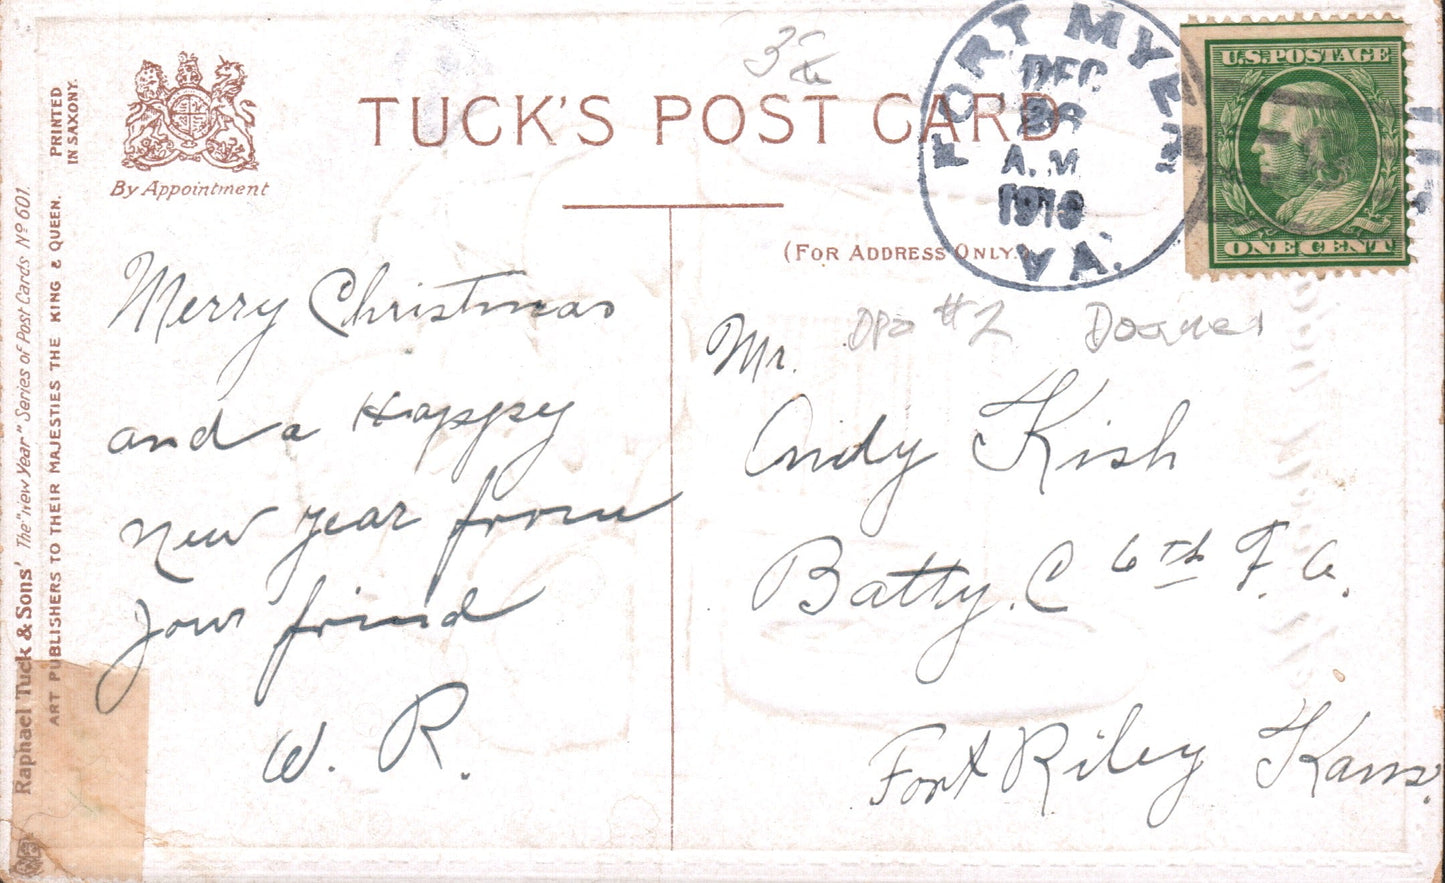 TUCK'S POST CARD
By Appointment
PRINTED
IN SAXONY.
Raphael Tuck & Sons' The "New Year" Series of Post Cards Nº 601.
ART PUBLISHERS TO THEIR MAJESTIES THE KING & QUEEN.
(FOR ADDRESS ONLY.)
FORT MYER
DEC
A.M
VA.
U.S. POSTAGE
ONE CENT
Merry Christmas
and a Happy
New Year from
your friend
W. R.
#2
Mr.
Andy Kish
Batty. C 6th F. A.
Fort Riley Kans.